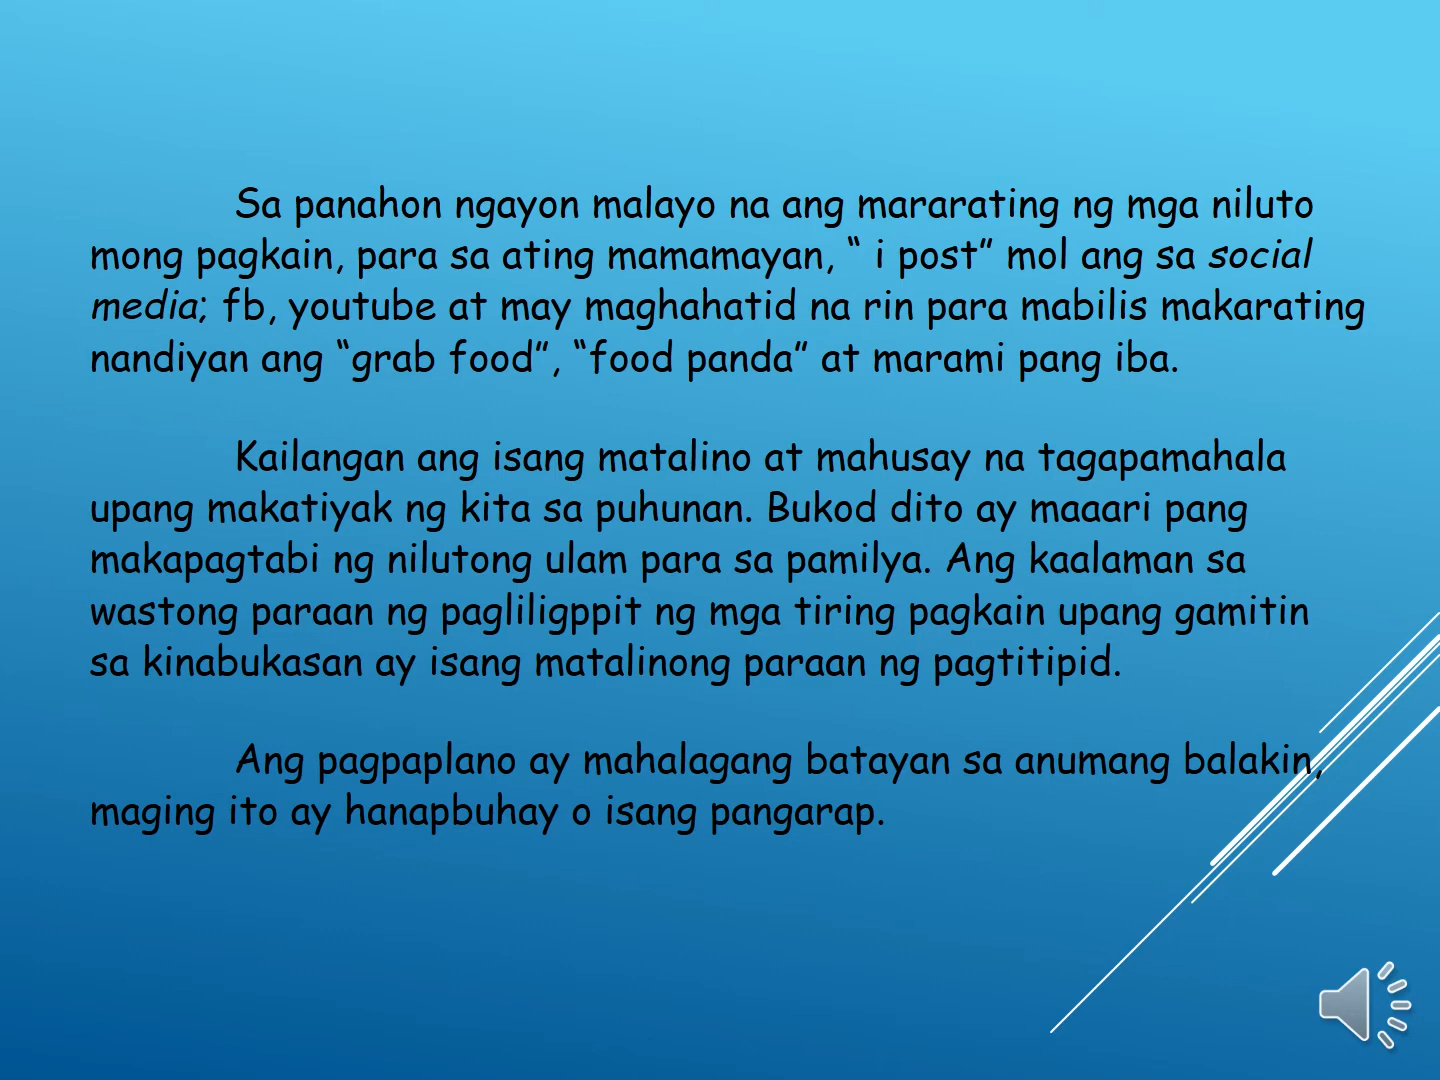 Sa panahon ngayon malayo na ang mararating ng mga niluto
mong pagkain, para sa ating mamamayan, “ i post” mol ang sa social
media; fb, youtube at may maghahatid na rin para mabilis makarating
nandiyan ang “grab food”, “food panda” at marami pang iba.
Kailangan ang isang matalino at mahusay na tagapamahala
upang makatiyak ng kita sa puhunan. Bukod dito ay maaari pang
makapagtabi ng nilutong ulam para sa pamilya. Ang kaalaman sa
wastong paraan ng pagliligppit ng mga tiring pagkain upang gamitin
sa kinabukasan ay isang matalinong paraan ng pagtitipid.
Ang pagpaplano ay mahalagang batayan sa anumang balakin,
maging ito ay hanapbuhay o isang pangarap.